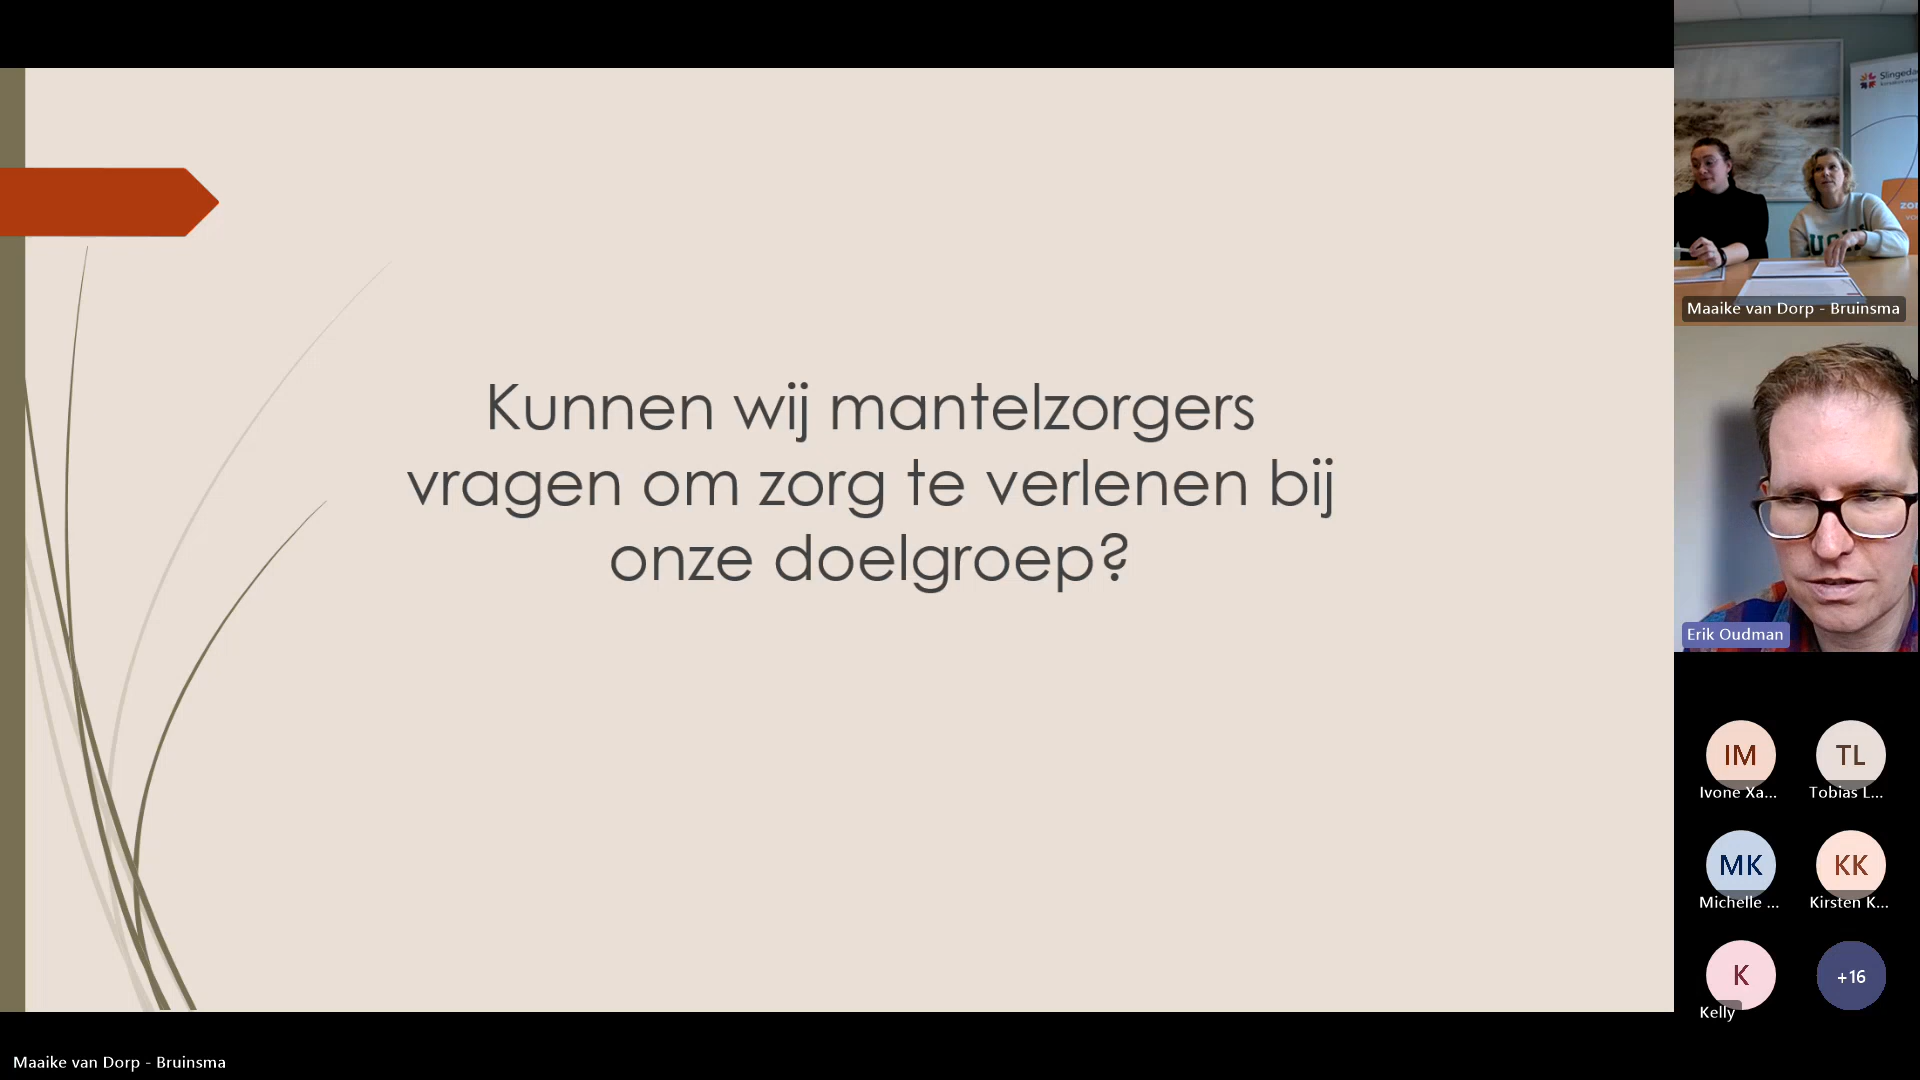 Kunnen wij mantelzorgers
vragen om zorg te verlenen bij
onze doelgroep?
Maaike van Dorp - Bruinsma
Erik Oudman
IM
Ivone Xa...
TL
Tobias L...
MK
Michelle ...
KK
Kirsten K...
K
Kelly
+16
Maaike van Dorp - Bruinsma